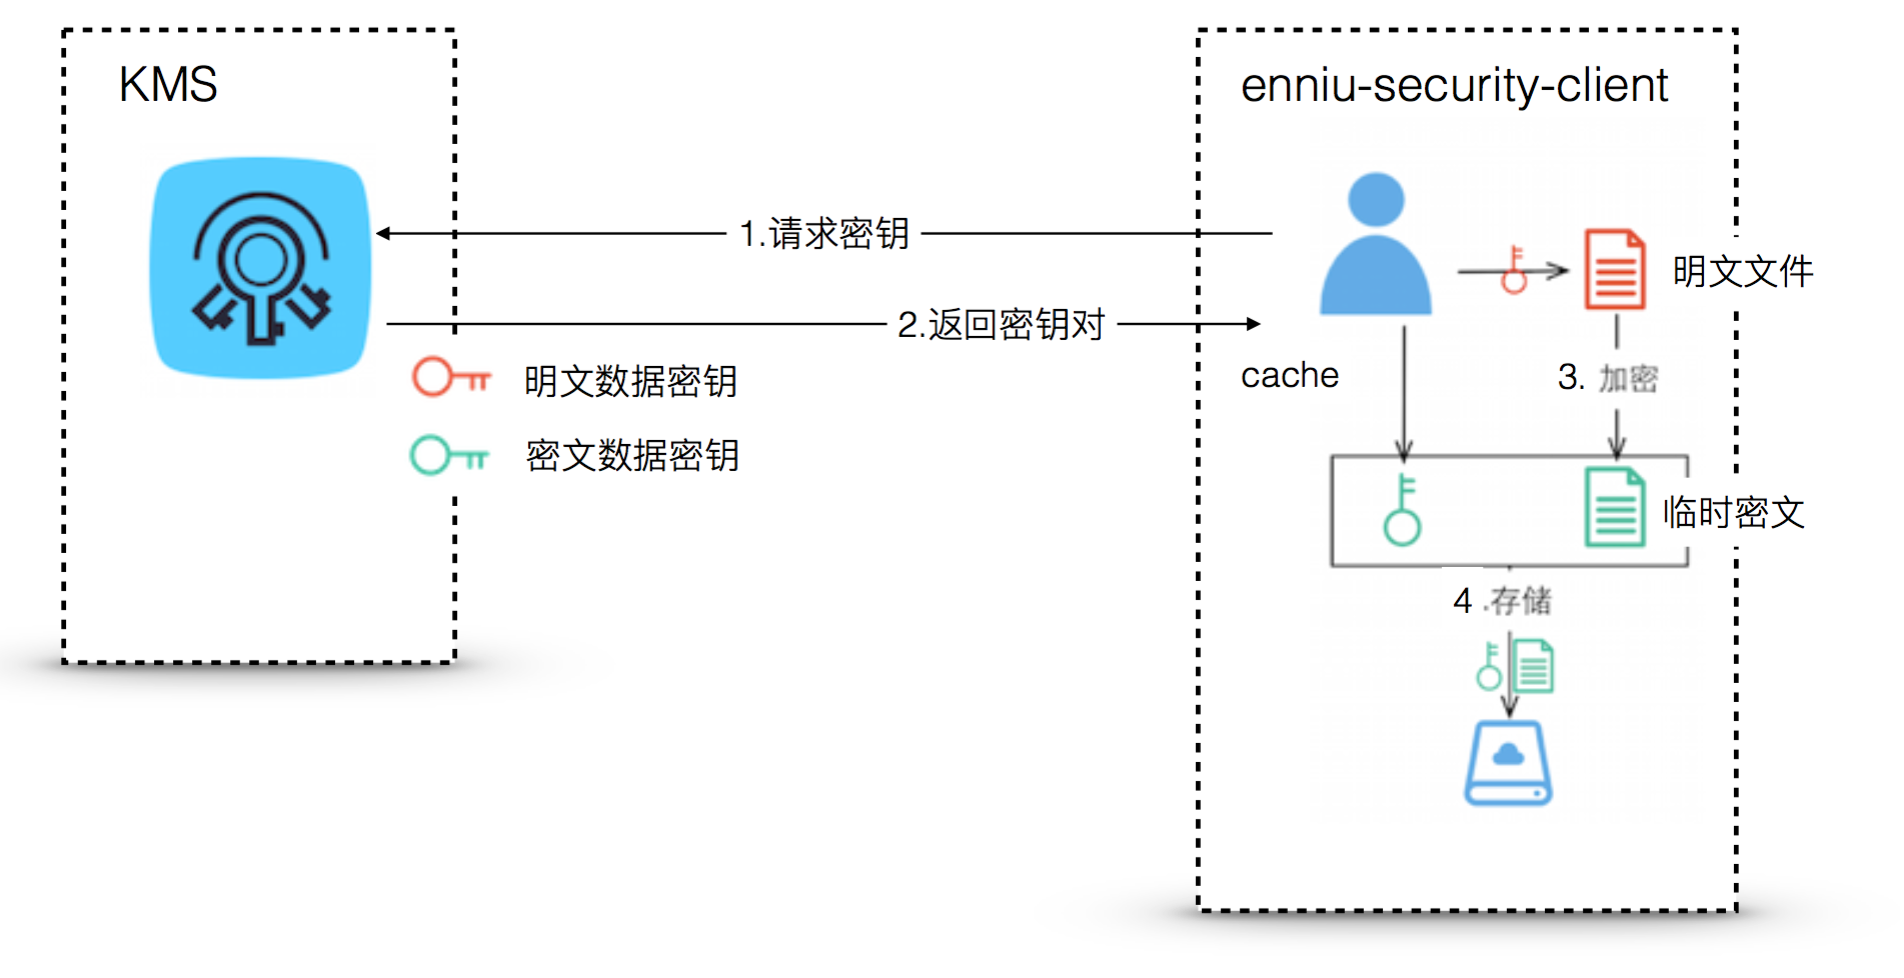 KMS
enniu-security-client
1.请求密钥
明文文件
2.返回密钥对
明文数据密钥
cache
3. 加密
密文数据密钥
临时密文
4 .存储